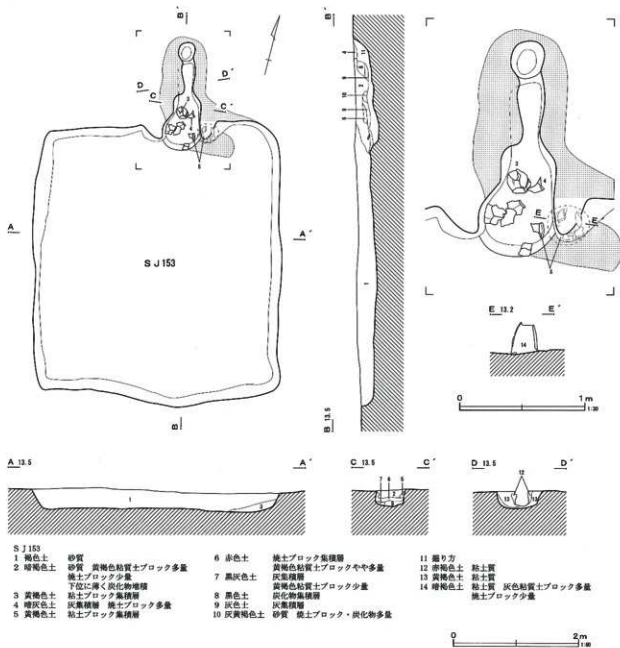 B B´
D D´
C C´
A A´
SJ153
B
B´
B 13.5
E E´
E 13.2 E´
14
0 1m
1:30
A 13.5 A´
1
C 13.5 C´
7 6 5
D 13.5 D´
12
13 13
SJ153
1 褐色土 砂質
2 暗褐色土 砂質 黄褐色粘質土ブロック多量
焼土ブロック少量
下位に薄く炭化物堆積
3 黄褐色土 粘土ブロック集積層
4 暗灰色土 灰集積層 焼土ブロック多量
5 黄褐色土 粘土ブロック集積層
6 赤色土 焼土ブロック集積層
黄褐色粘質土ブロックやや多量
7 黒灰色土 灰集積層
黄褐色粘質土ブロック少量
8 黒色土 炭化物集積層
9 灰色土 灰集積層
10 灰黄褐色土 砂質 焼土ブロック・炭化物多量
11 掘り方
12 赤褐色土 粘土質
13 黄褐色土 粘土質
14 暗褐色土 粘土質 灰色粘質土ブロック多量
焼土ブロック少量
0 2m
1:60